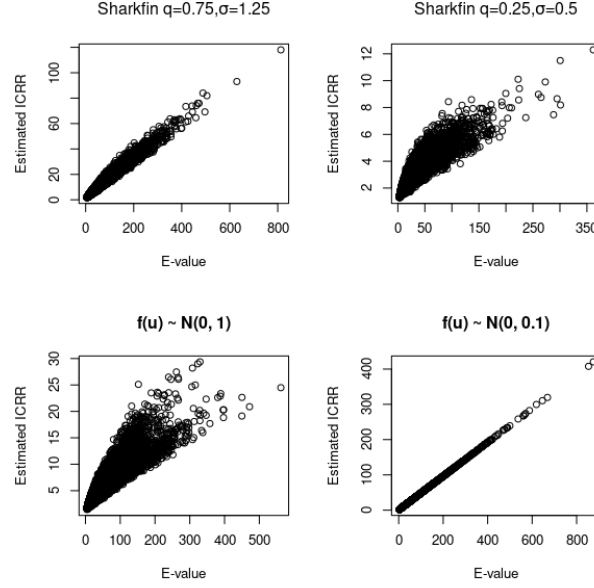 Sharkfin q=0.75,σ=1.25
Estimated ICRR
0 20 60 100
0 200 400 600 800
E-value
Sharkfin q=0.25,σ=0.5
Estimated ICRR
2 4 6 8 10 12
0 50 150 250 350
E-value
f(u) ~ N(0, 1)
Estimated ICRR
5 10 15 20 25 30
0 100 200 300 400 500
E-value
f(u) ~ N(0, 0.1)
Estimated ICRR
0 100 200 300 400
0 200 400 600 800
E-value